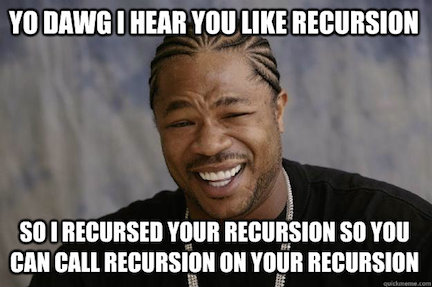 YO DAWG I HEAR YOU LIKE RECURSION
SO I RECURSED YOUR RECURSION SO YOU
CAN CALL RECURSION ON YOUR RECURSION
quickmeme.com